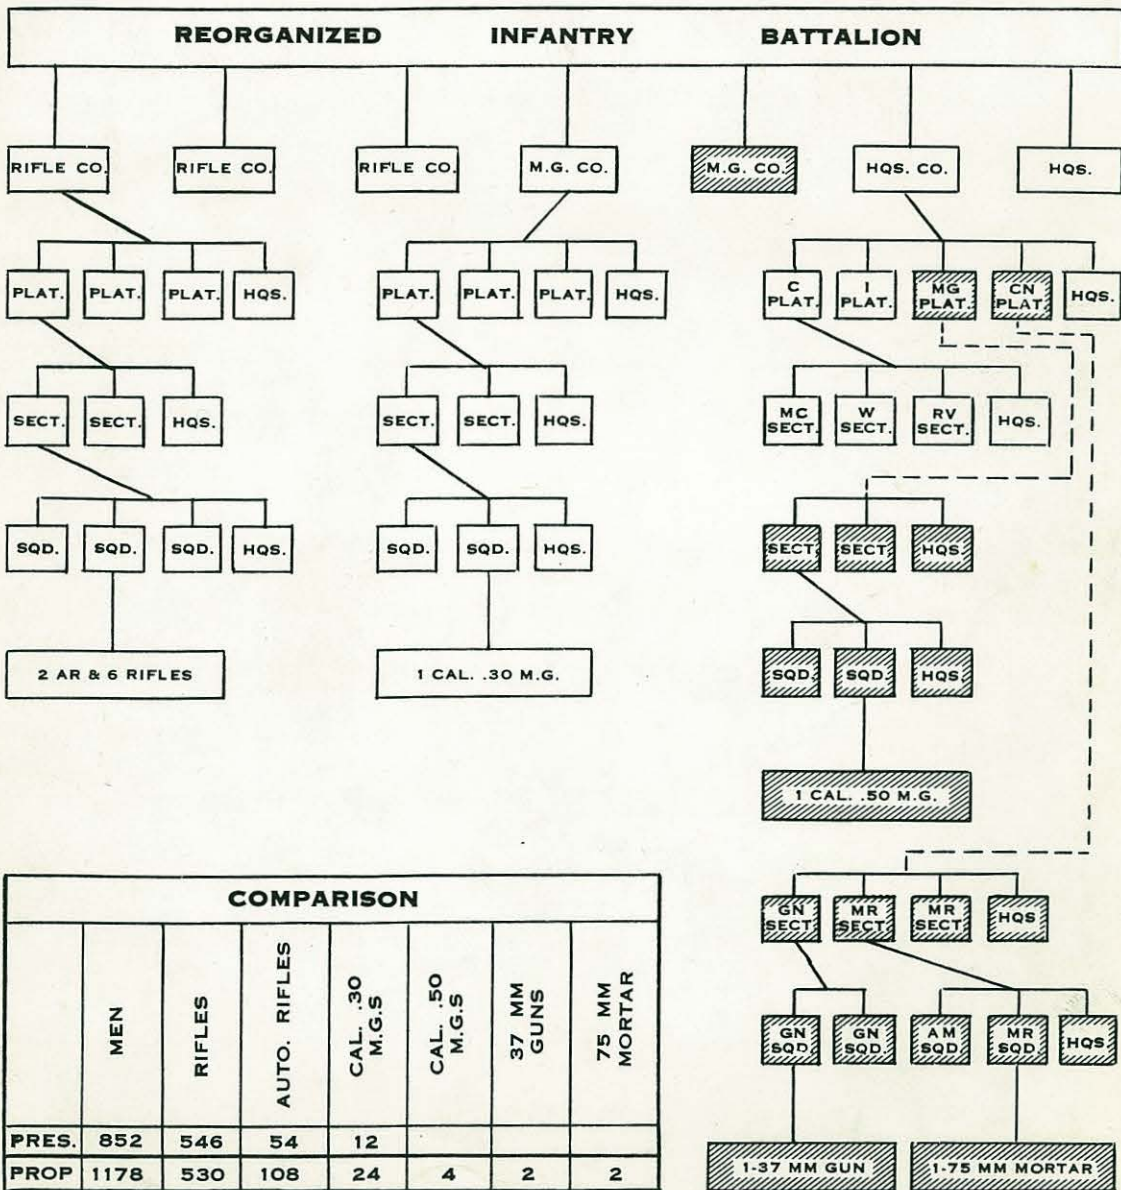 REORGANIZED INFANTRY BATTALION
RIFLE CO. RIFLE CO. RIFLE CO. M.G. CO. M.G. CO. HQS. CO. HQS.
PLAT. PLAT. PLAT. HQS. PLAT. PLAT. PLAT. HQS. C PLAT. I PLAT. MG PLAT. CN PLAT. HQS.
SECT. SECT. HQS. SECT. SECT. HQS. MC SECT. W SECT. RV SECT. HQS.
SQD. SQD. SQD. HQS. SQD. SQD. HQS. SECT. SECT. HQS.
2 AR & 6 RIFLES 1 CAL. .30 M.G. SQD. SQD. HQS.
1 CAL. .50 M.G.
GN SECT. MR SECT. MR SECT. HQS
GN SQD. GN SQD. AM SQD. MR SQD. HQS.
1-37 MM GUN 1-75 MM MORTAR
COMPARISON
MEN RIFLES AUTO. RIFLES CAL. .30 M.G.S CAL. .50 M.G.S 37 MM GUNS 75 MM MORTAR
PRES. 852 546 54 12
PROP 1178 530 108 24 4 2 2